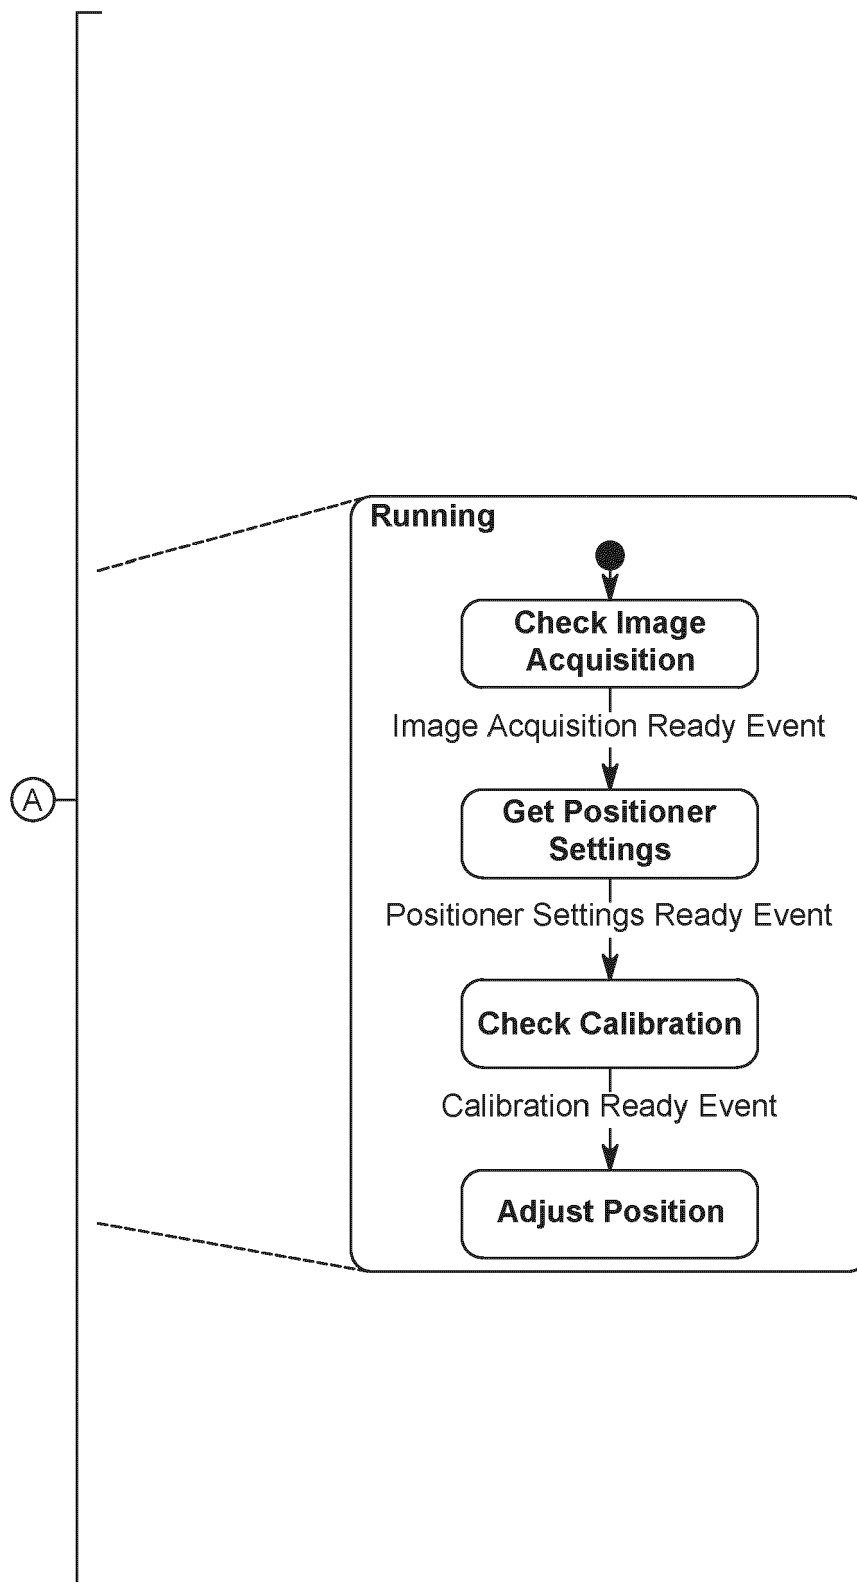 Running
Check Image
Acquisition
Image Acquisition Ready Event
A
Get Positioner
Settings
Positioner Settings Ready Event
Check Calibration
Calibration Ready Event
Adjust Position